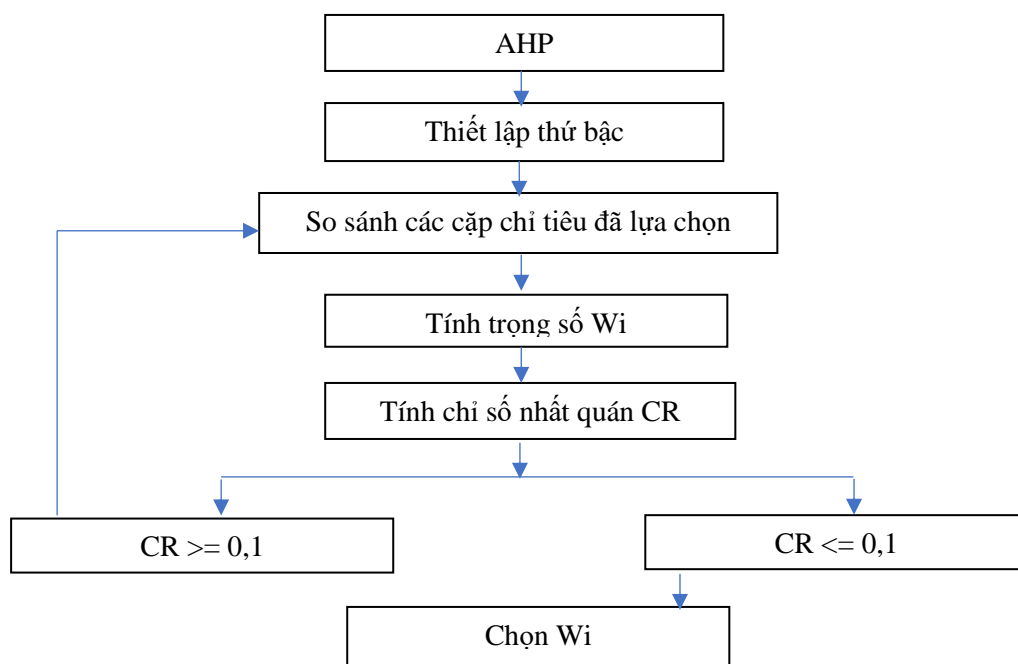 AHP
Thiết lập thứ bậc
So sánh các cặp chỉ tiêu đã lựa chọn
Tính trọng số Wi
Tính chỉ số nhất quán CR
CR >= 0,1
CR <= 0,1
Chọn Wi